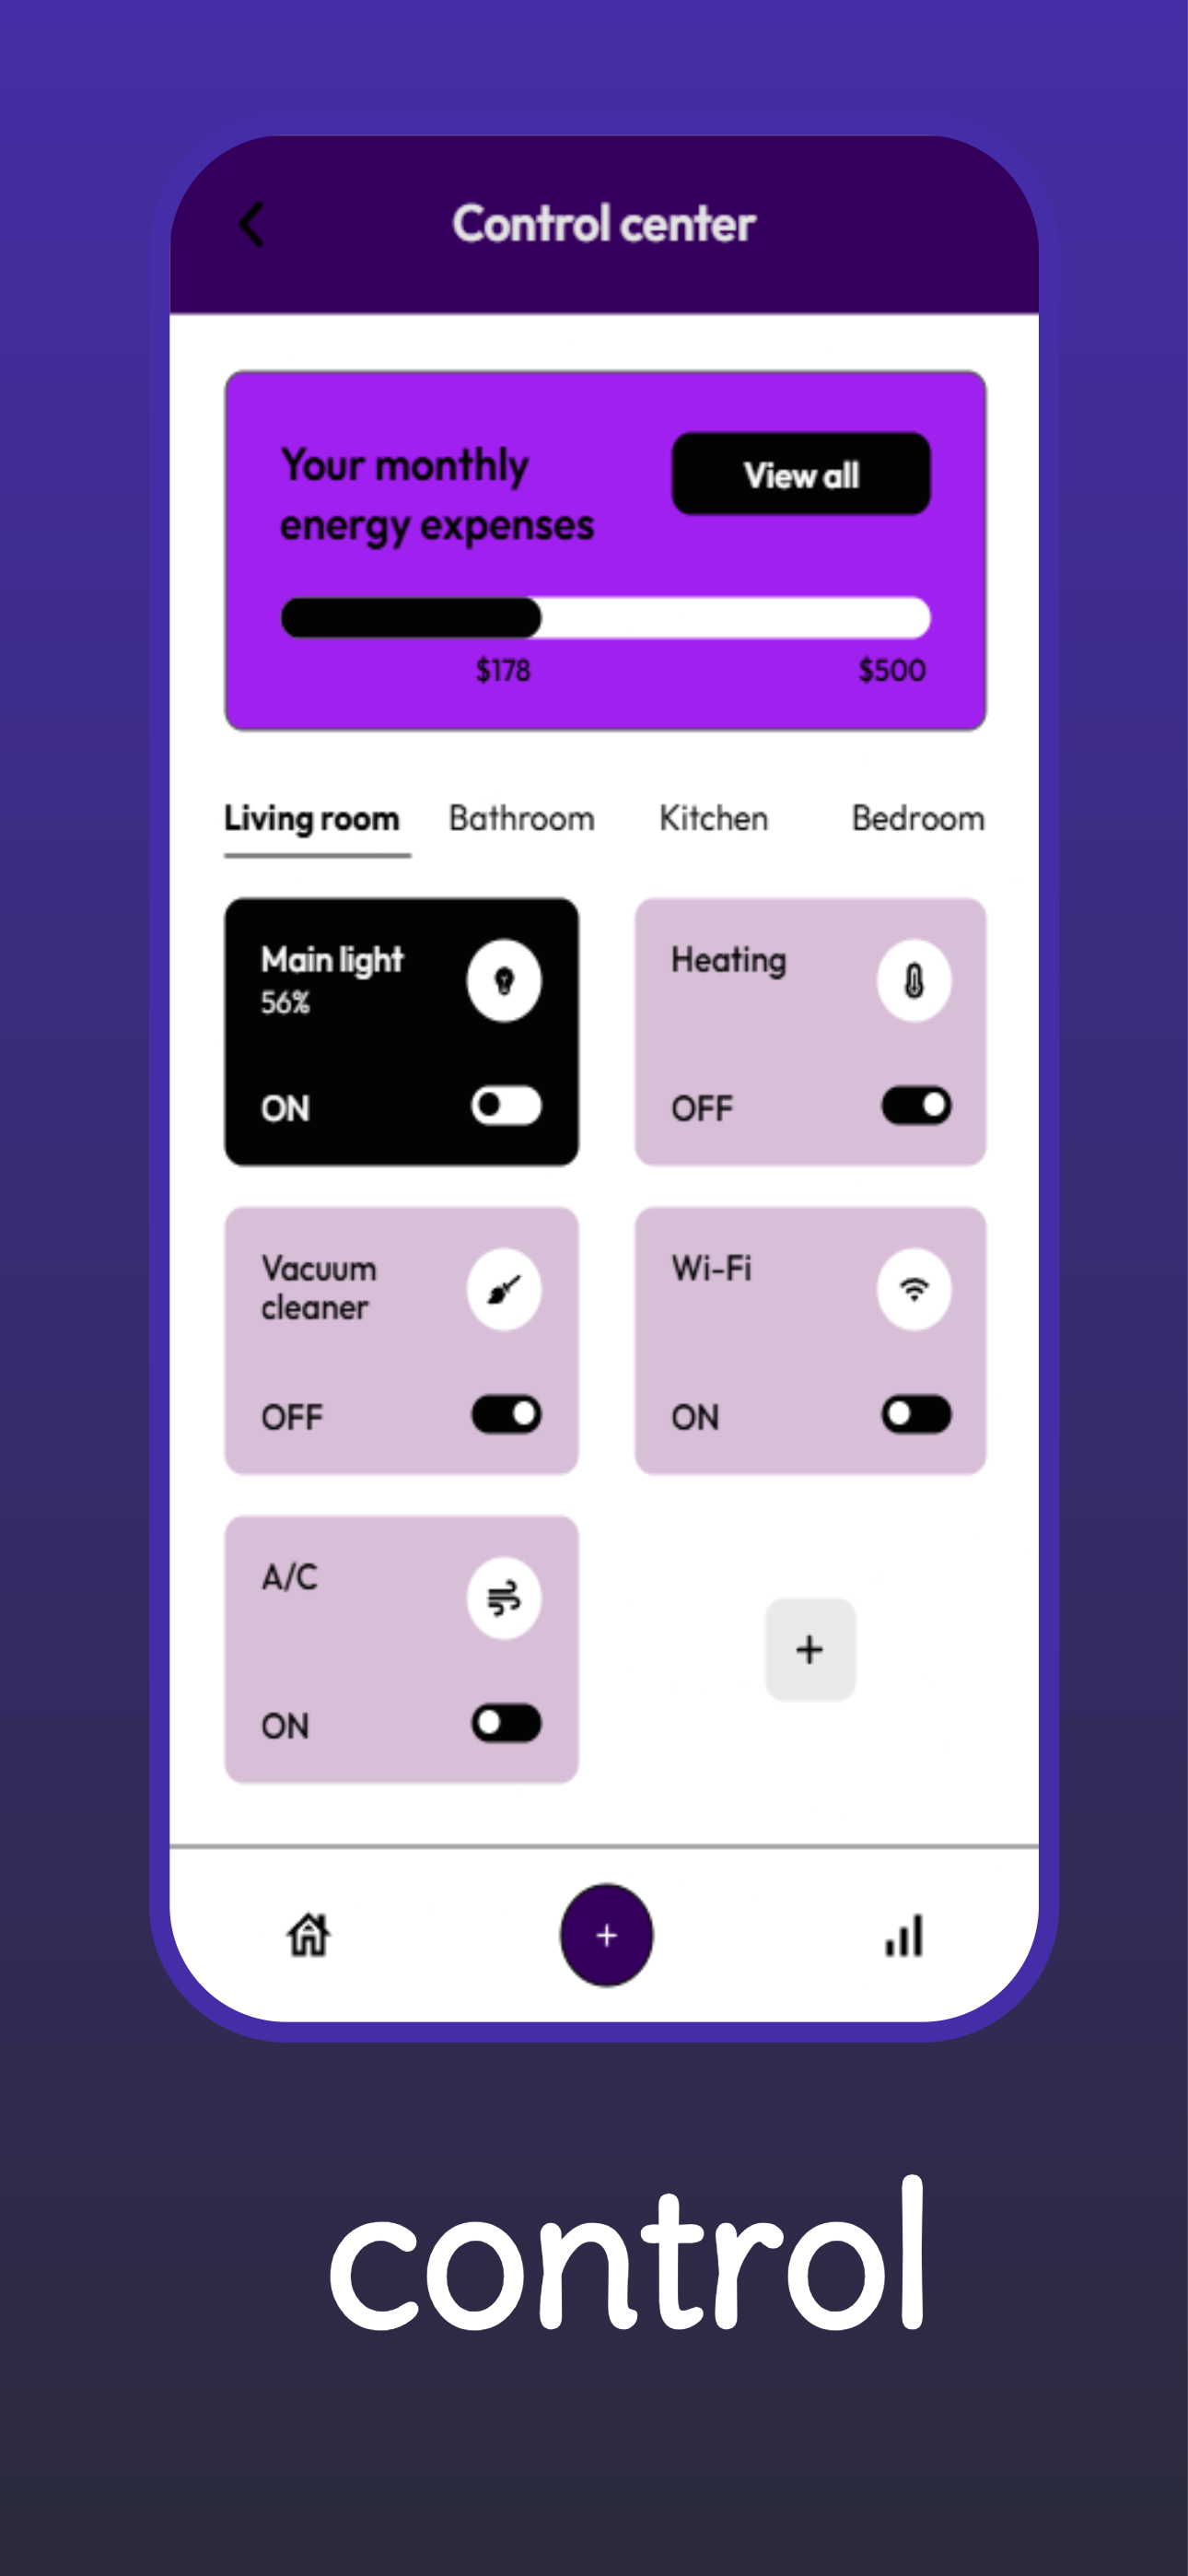 Control center
Your monthly
energy expenses
View all
$178
$500
Living room
Bathroom
Kitchen
Bedroom
Main light
56%
ON
Heating
OFF
Vacuum
cleaner
OFF
Wi-Fi
ON
A/C
ON
+
+
control